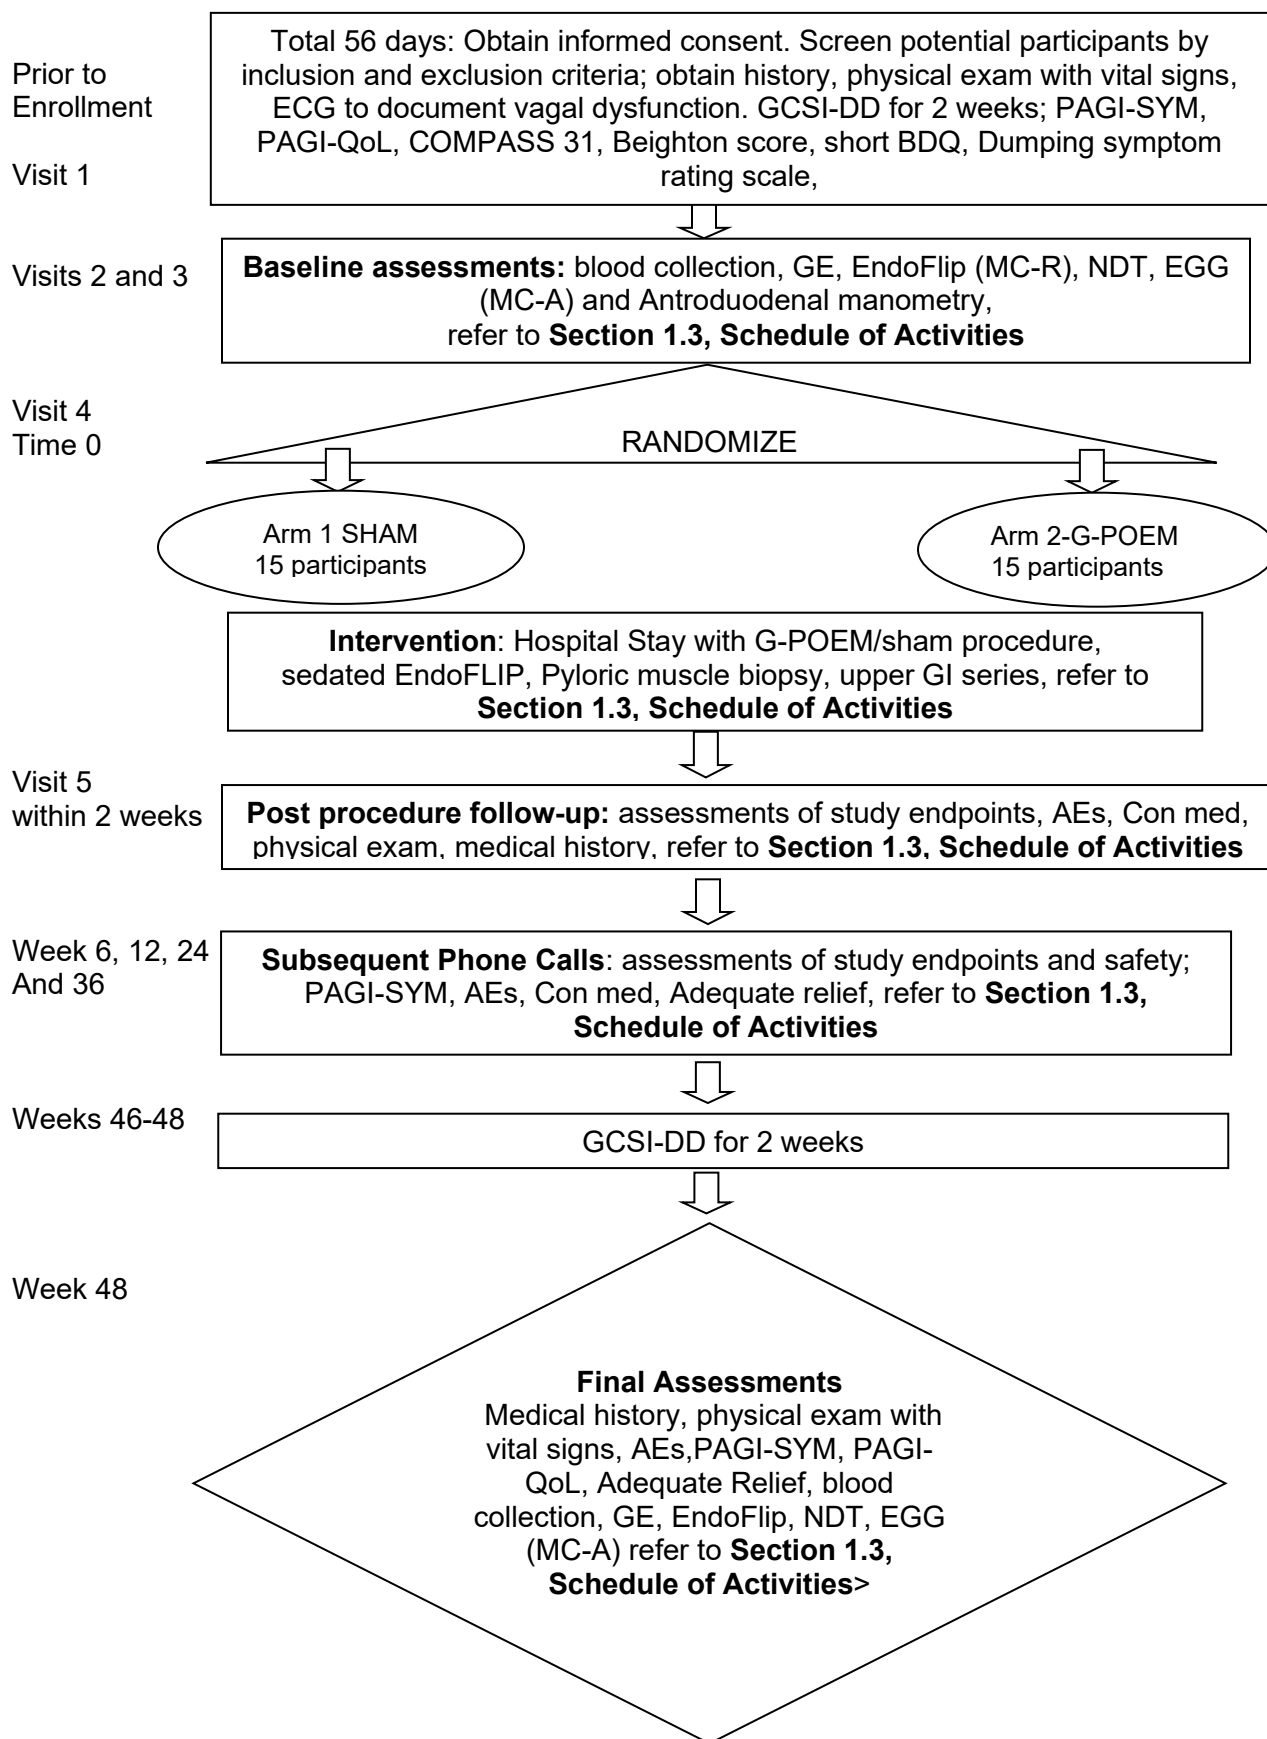 Prior to
Enrollment
Visit 1
Total 56 days: Obtain informed consent. Screen potential participants by
inclusion and exclusion criteria; obtain history, physical exam with vital signs,
ECG to document vagal dysfunction. GCSI-DD for 2 weeks; PAGI-SYM,
PAGI-QoL, COMPASS 31, Beighton score, short BDQ, Dumping symptom
rating scale,
Visits 2 and 3
Baseline assessments: blood collection, GE, EndoFlip (MC-R), NDT, EGG
(MC-A) and Antroduodenal manometry,
refer to Section 1.3, Schedule of Activities
Visit 4
Time 0
RANDOMIZE
Arm 1 SHAM
15 participants
Arm 2-G-POEM
15 participants
Intervention: Hospital Stay with G-POEM/sham procedure,
sedated EndoFLIP, Pyloric muscle biopsy, upper GI series, refer to
Section 1.3, Schedule of Activities
Visit 5
within 2 weeks
Post procedure follow-up: assessments of study endpoints, AEs, Con med,
physical exam, medical history, refer to Section 1.3, Schedule of Activities
Week 6, 12, 24
And 36
Subsequent Phone Calls: assessments of study endpoints and safety;
PAGI-SYM, AEs, Con med, Adequate relief, refer to Section 1.3,
Schedule of Activities
Weeks 46-48
GCSI-DD for 2 weeks
Week 48
Final Assessments
Medical history, physical exam with
vital signs, AEs,PAGI-SYM, PAGI-
QoL, Adequate Relief, blood
collection, GE, EndoFlip, NDT, EGG
(MC-A) refer to Section 1.3,
Schedule of Activities>